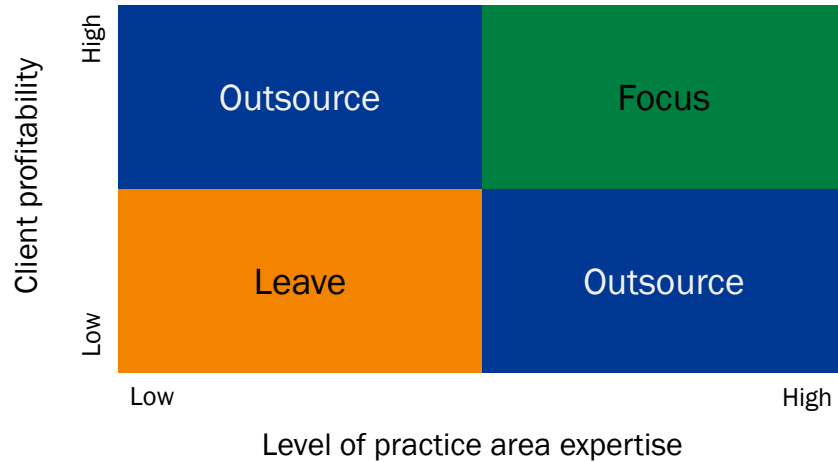 Client profitability
High
Low
Outsource
Focus
Leave
Outsource
Low
High
Level of practice area expertise